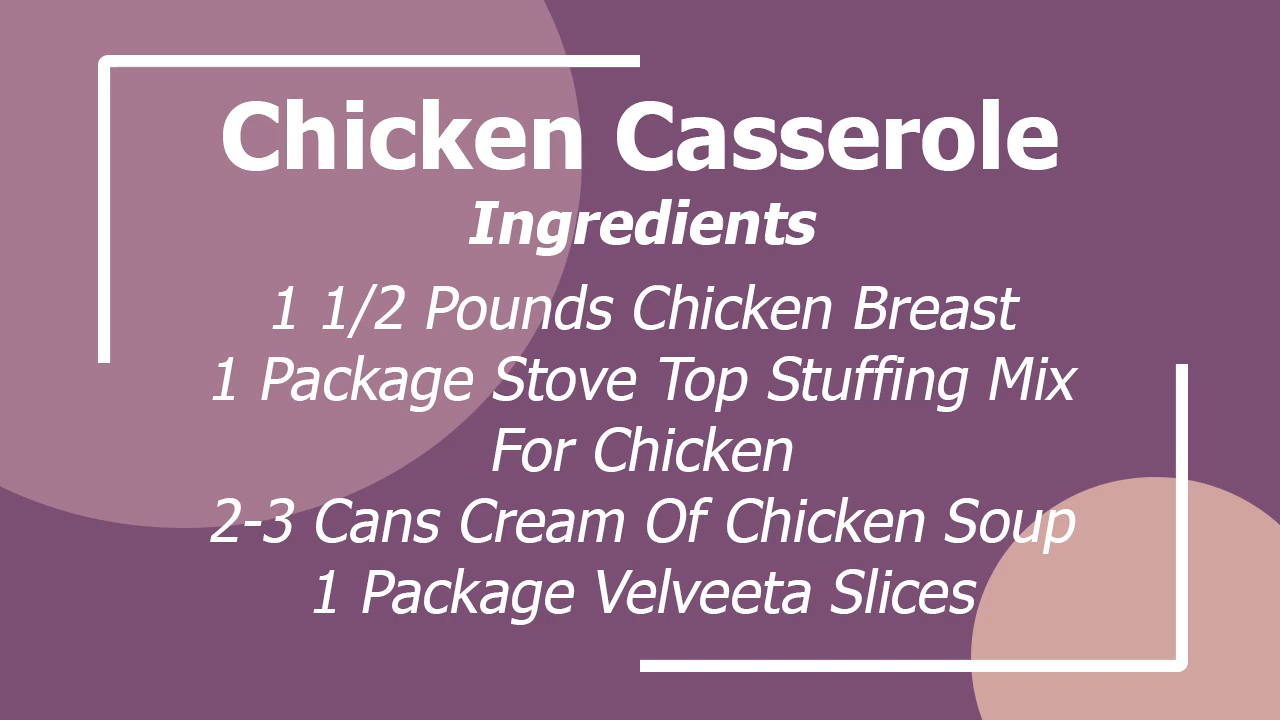 Chicken Casserole
Ingredients
1 1/2 Pounds Chicken Breast
1 Package Stove Top Stuffing Mix
For Chicken
2-3 Cans Cream Of Chicken Soup
1 Package Velveeta Slices